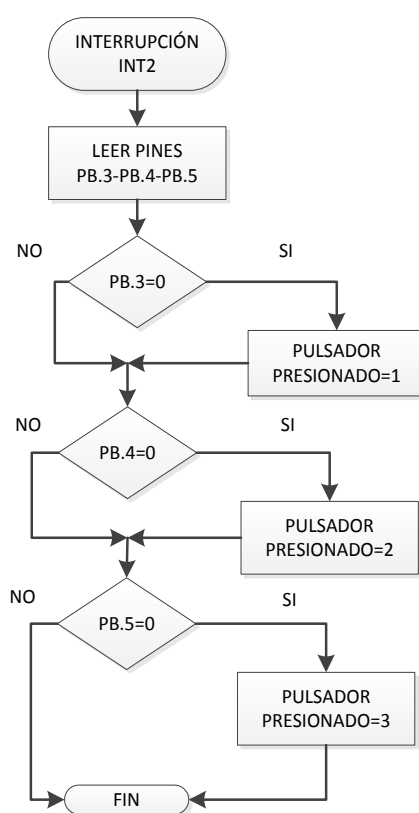 INTERRUPCIÓN
INT2
LEER PINES
PB.3-PB.4-PB.5
NO
SI
PB.3=0
PULSADOR
PRESIONADO=1
NO
SI
PB.4=0
PULSADOR
PRESIONADO=2
NO
SI
PB.5=0
PULSADOR
PRESIONADO=3
FIN